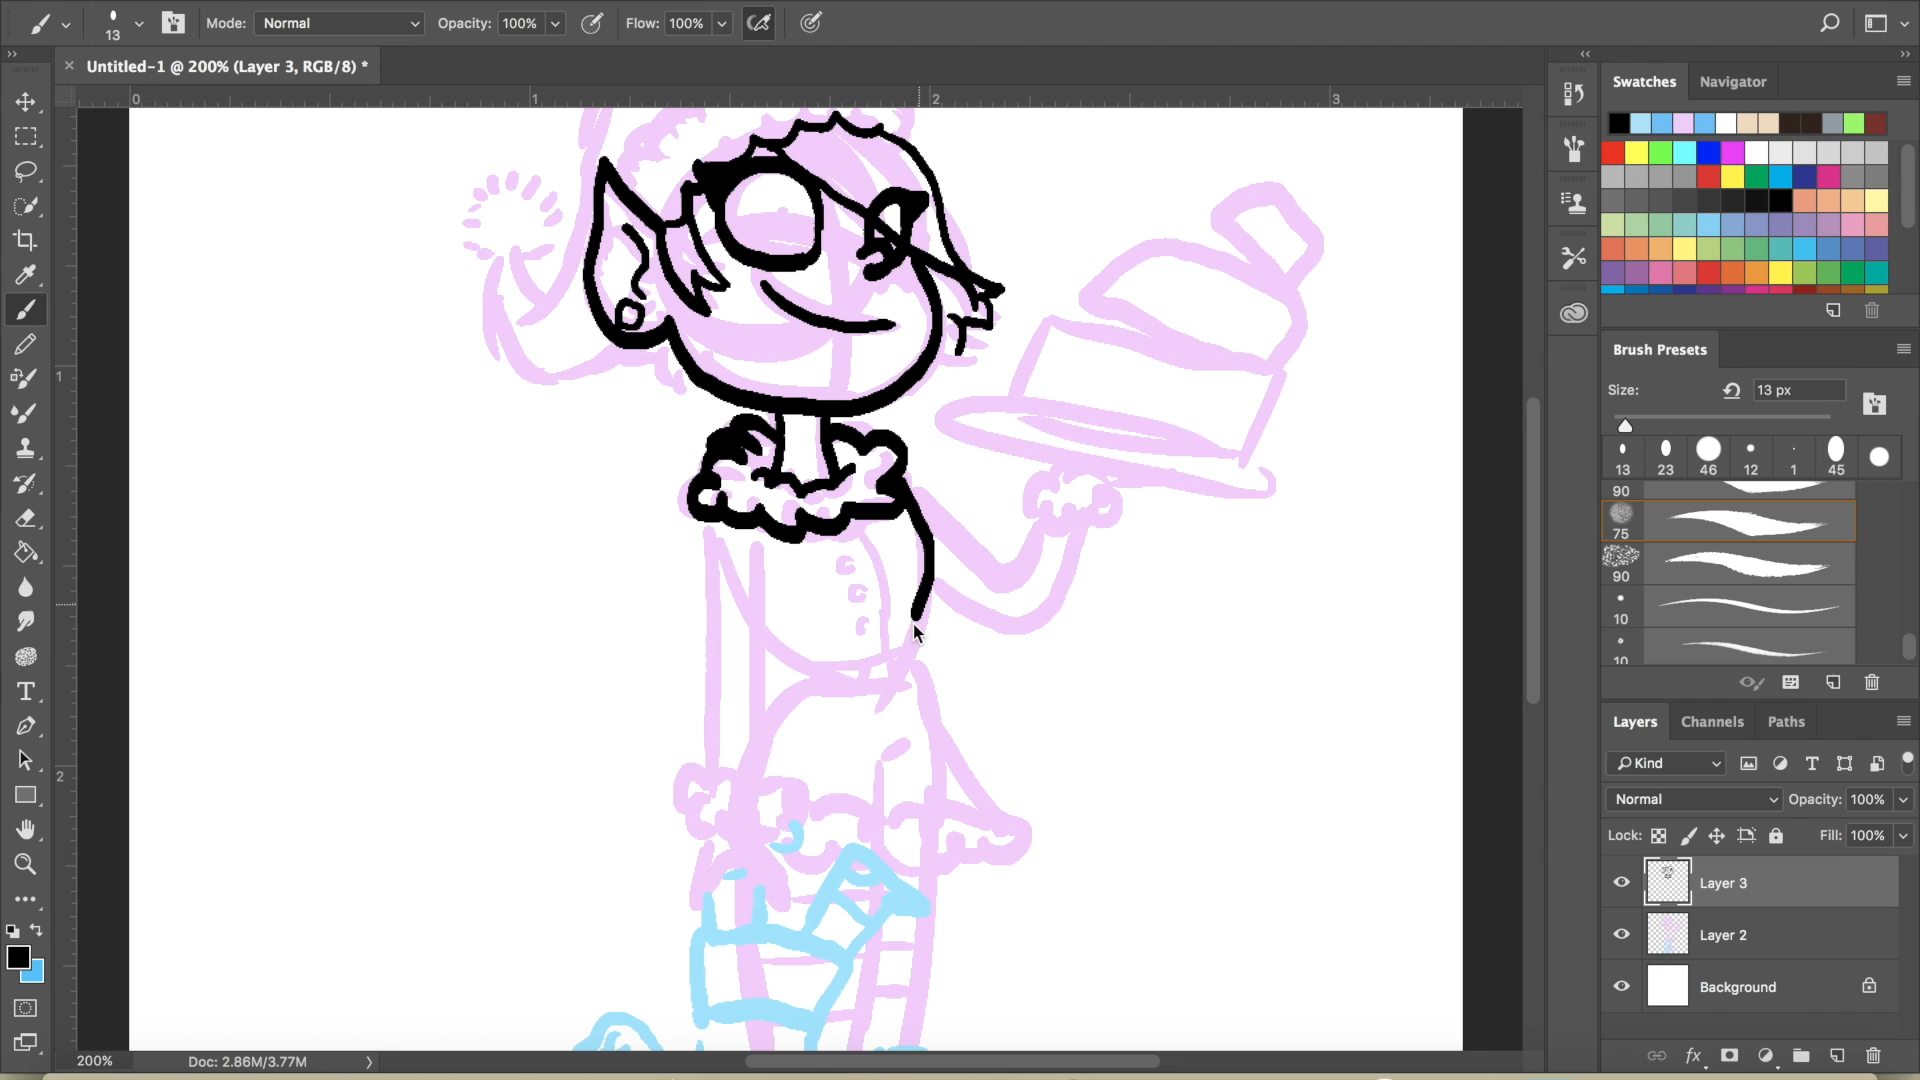 13
Mode: Normal
Opacity: 100%
Flow: 100%
Untitled-1 @ 200% (Layer 3, RGB/8) *
0 1 2 3
1
2
Swatches Navigator
Brush Presets
Size: 13 px
13 23 46 12 1 45
90
75
90
10
10
Layers Channels Paths
Kind
Normal Opacity: 100%
Lock: Fill: 100%
Layer 3
Layer 2
Background
200% Doc: 2.86M/3.77M